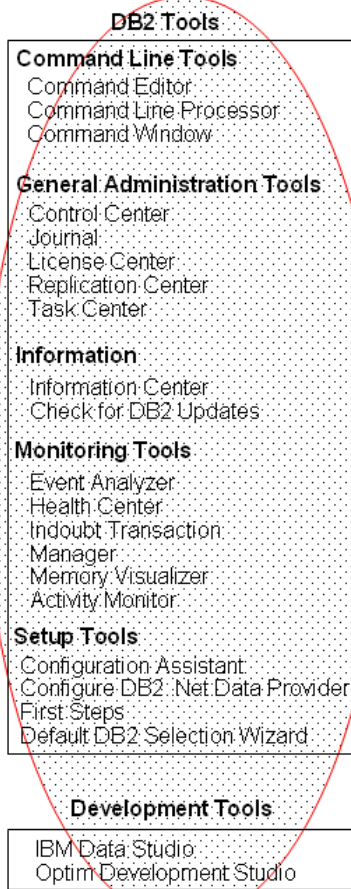 DB2 Tools
Command Line Tools
Command Editor
Command Line Processor
Command Window
General Administration Tools
Control Center
Journal
License Center
Replication Center
Task Center
Information
Information Center
Check for DB2 Updates
Monitoring Tools
Event Analyzer
Health Center
Indoubt Transaction
Manager
Memory Visualizer
Activity Monitor
Setup Tools
Configuration Assistant
Configure DB2 .Net Data Provider
First Steps
Default DB2 Selection Wizard
Development Tools
IBM Data Studio
Optim Development Studio